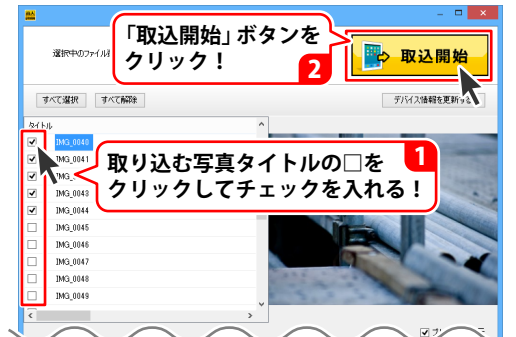 「取込開始」ボタンを
クリック！
2
選択中のファイル
取込開始
すべて選択
すべて解除
デバイス情報を更新する
タイトル
IMG_0040
IMG_0041
IMG_
IMG_0043
IMG_0044
IMG_0045
IMG_0046
IMG_0047
IMG_0048
IMG_0049
1
取り込む写真タイトルの□を
クリックしてチェックを入れる！